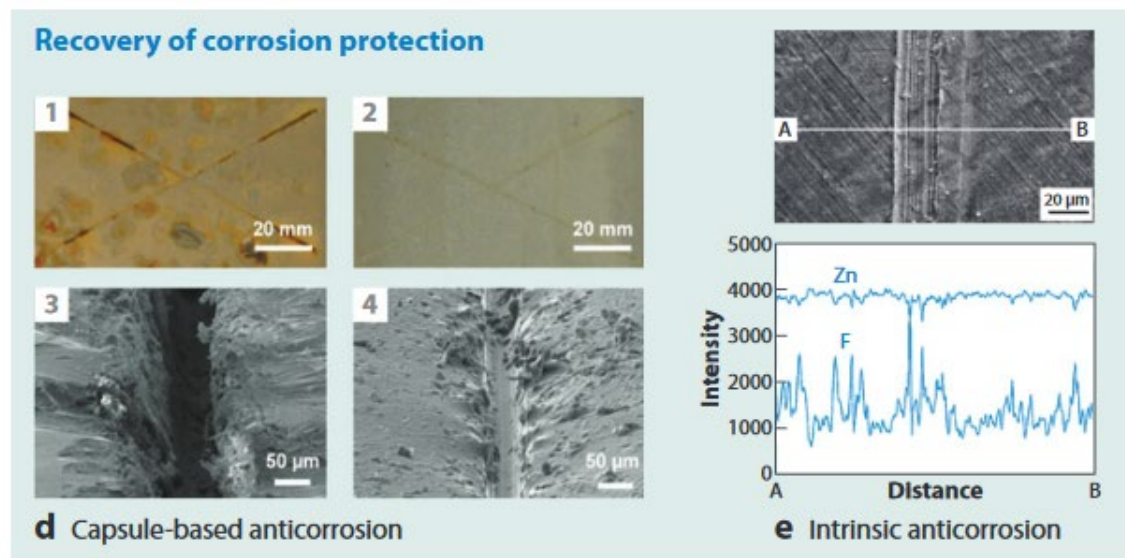 Recovery of corrosion protection
1
20 mm
2
20 mm
3
50 µm
4
50 µm
d Capsule-based anticorrosion
A
B
20 µm
5000
4000
3000
2000
1000
0
Intensity
Zn
F
A
Distance
B
e Intrinsic anticorrosion